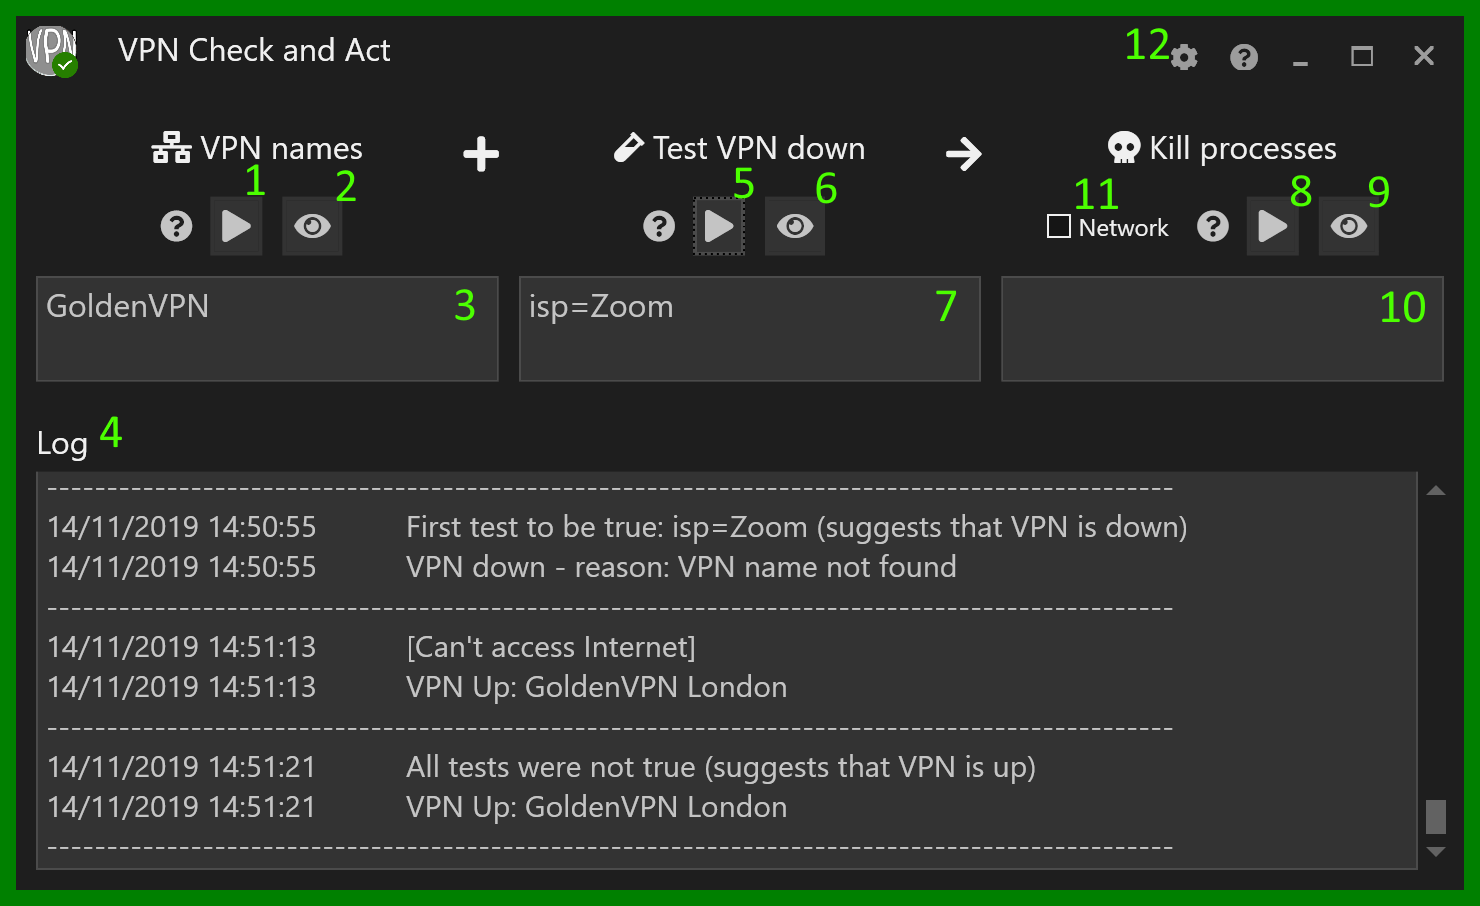 VPN
VPN Check and Act
12
VPN names
Test VPN down
Kill processes
1
2
5
6
11
8
9
Network
GoldenVPN
3
isp=Zoom
7
10
Log
4
--------------------------------------------------------------------------------------------
14/11/2019 14:50:55 First test to be true: isp=Zoom (suggests that VPN is down)
14/11/2019 14:50:55 VPN down - reason: VPN name not found
--------------------------------------------------------------------------------------------
14/11/2019 14:51:13 [Can't access Internet]
14/11/2019 14:51:13 VPN Up: GoldenVPN London
--------------------------------------------------------------------------------------------
14/11/2019 14:51:21 All tests were not true (suggests that VPN is up)
14/11/2019 14:51:21 VPN Up: GoldenVPN London
--------------------------------------------------------------------------------------------